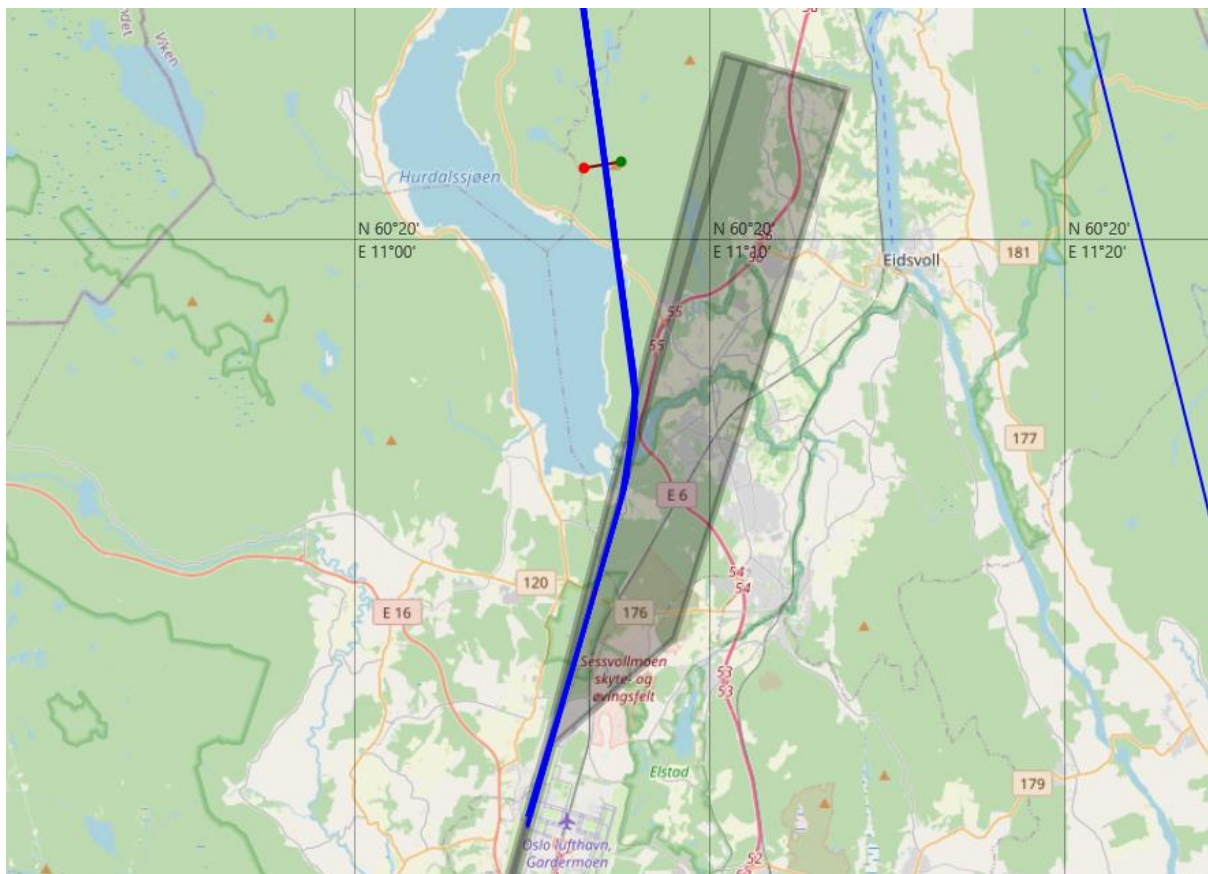 Viken
Hurdalssjøen
N 60°20'
E 11°00'
N 60°20'
E 11°10'
N 60°20'
E 11°20'
Eidsvoll
181
55
55
177
E 6
54
54
120
E 16
176
Sessvollmoen
skyte- og
øvingsfelt
53
53
Elstad
179
Oslo lufthavn,
Gardermoen
52